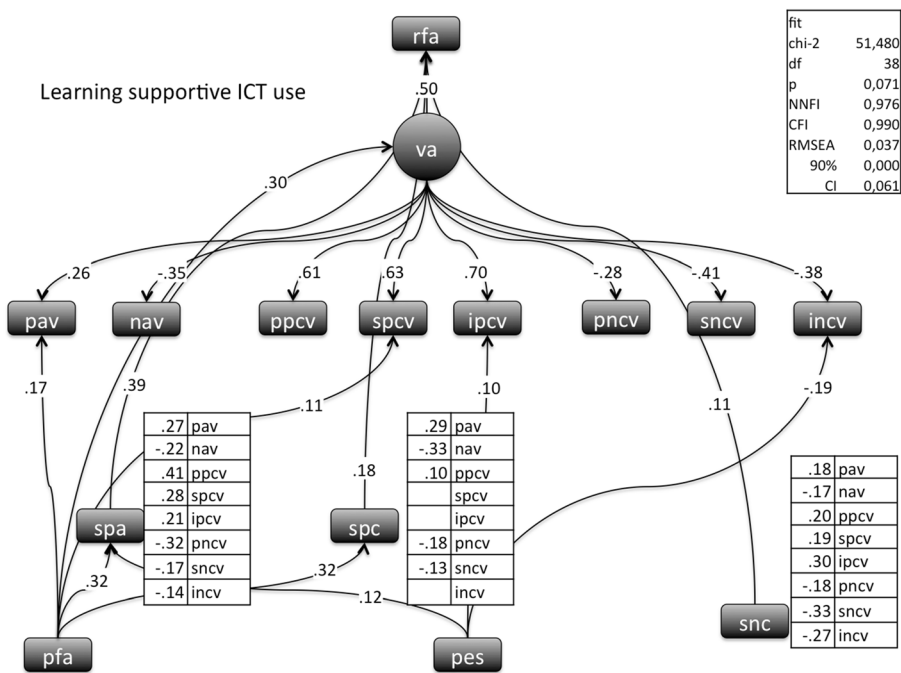 rfa
fit
chi-2 51,480
df 38
p 0,071
NNFI 0,976
CFI 0,990
RMSEA 0,037
90% 0,000
CI 0,061
Learning supportive ICT use
.50
va
.30
.26 -.35 .61 .63 .70 -.28 -.41 -.38
pav nav ppcv spcv ipcv pncv sncv incv
.17 .39 .10 -.19
.11 .11
.27 pav
-.22 nav
.41 ppcv
.28 spcv
.21 ipcv
-.32 pncv
-.17 sncv
-.14 incv
.29 pav
-.33 nav
.10 ppcv
spcv
ipcv
-.18 pncv
-.13 sncv
incv
.18 pav
-.17 nav
.20 ppcv
.19 spcv
.30 ipcv
-.18 pncv
-.33 sncv
-.27 incv
.18
spa spc
.32 .32
.12
snc
pfa pes